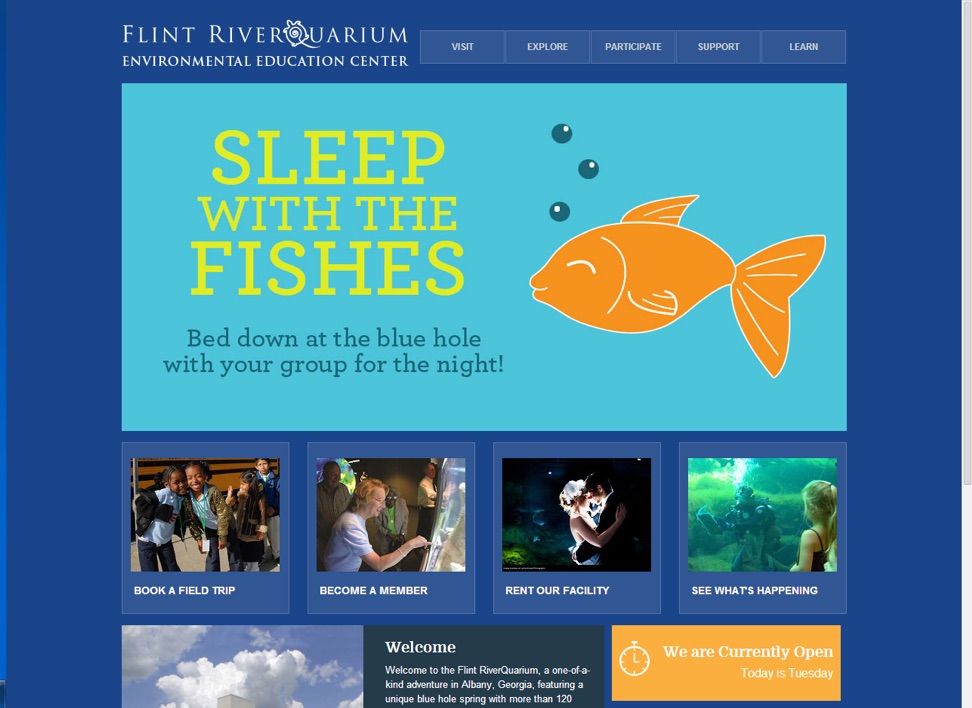 FLINT RIVERQUARIUM
ENVIRONMENTAL EDUCATION CENTER
VISIT
EXPLORE
PARTICIPATE
SUPPORT
LEARN
SLEEP
WITH THE
FISHES
Bed down at the blue hole
with your group for the night!
BOOK A FIELD TRIP
BECOME A MEMBER
RENT OUR FACILITY
SEE WHAT'S HAPPENING
Welcome
Welcome to the Flint RiverQuarium, a one-of-a-
kind adventure in Albany, Georgia, featuring a
unique blue hole spring with more than 120
We are Currently Open
Today is Tuesday